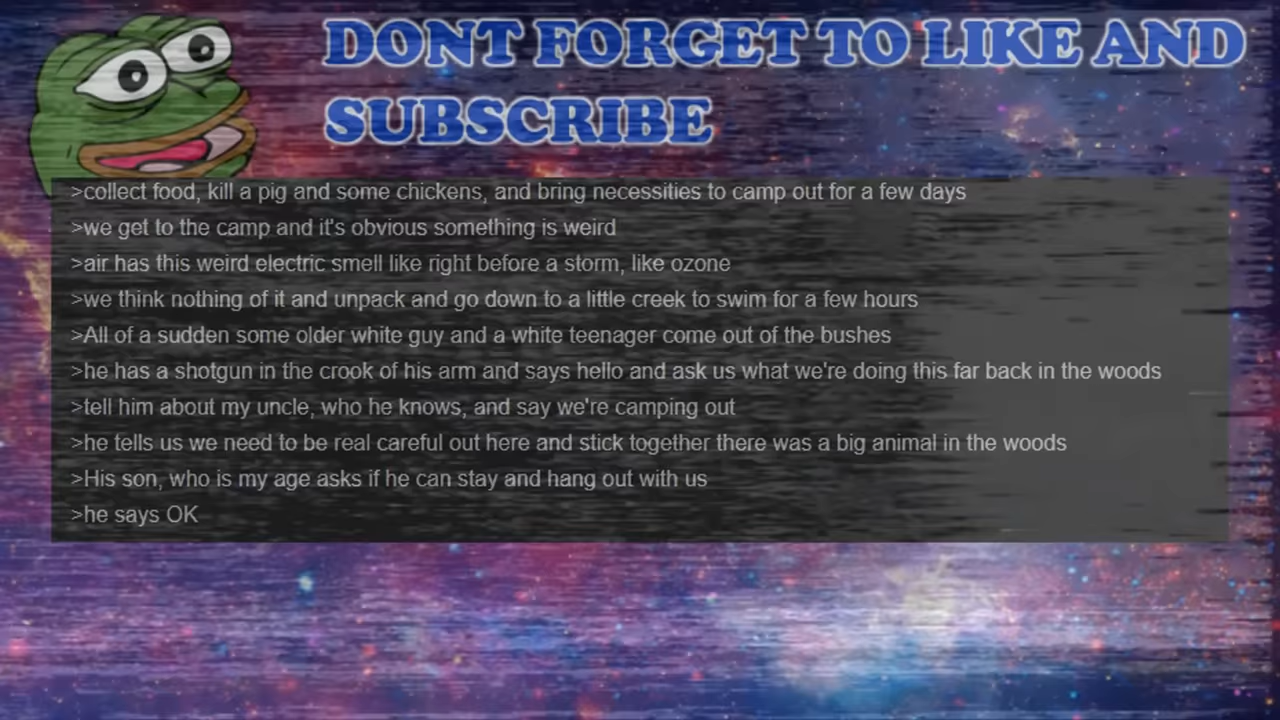 DONT FORGET TO LIKE AND
SUBSCRIBE
>collect food, kill a pig and some chickens, and bring necessities to camp out for a few days
>we get to the camp and it's obvious something is weird
>air has this weird electric smell like right before a storm, like ozone
>we think nothing of it and unpack and go down to a little creek to swim for a few hours
>All of a sudden some older white guy and a white teenager come out of the bushes
>he has a shotgun in the crook of his arm and says hello and ask us what we're doing this far back in the woods
>tell him about my uncle, who he knows, and say we're camping out
>he tells us we need to be real careful out here and stick together there was a big animal in the woods
>His son, who is my age asks if he can stay and hang out with us
>he says OK